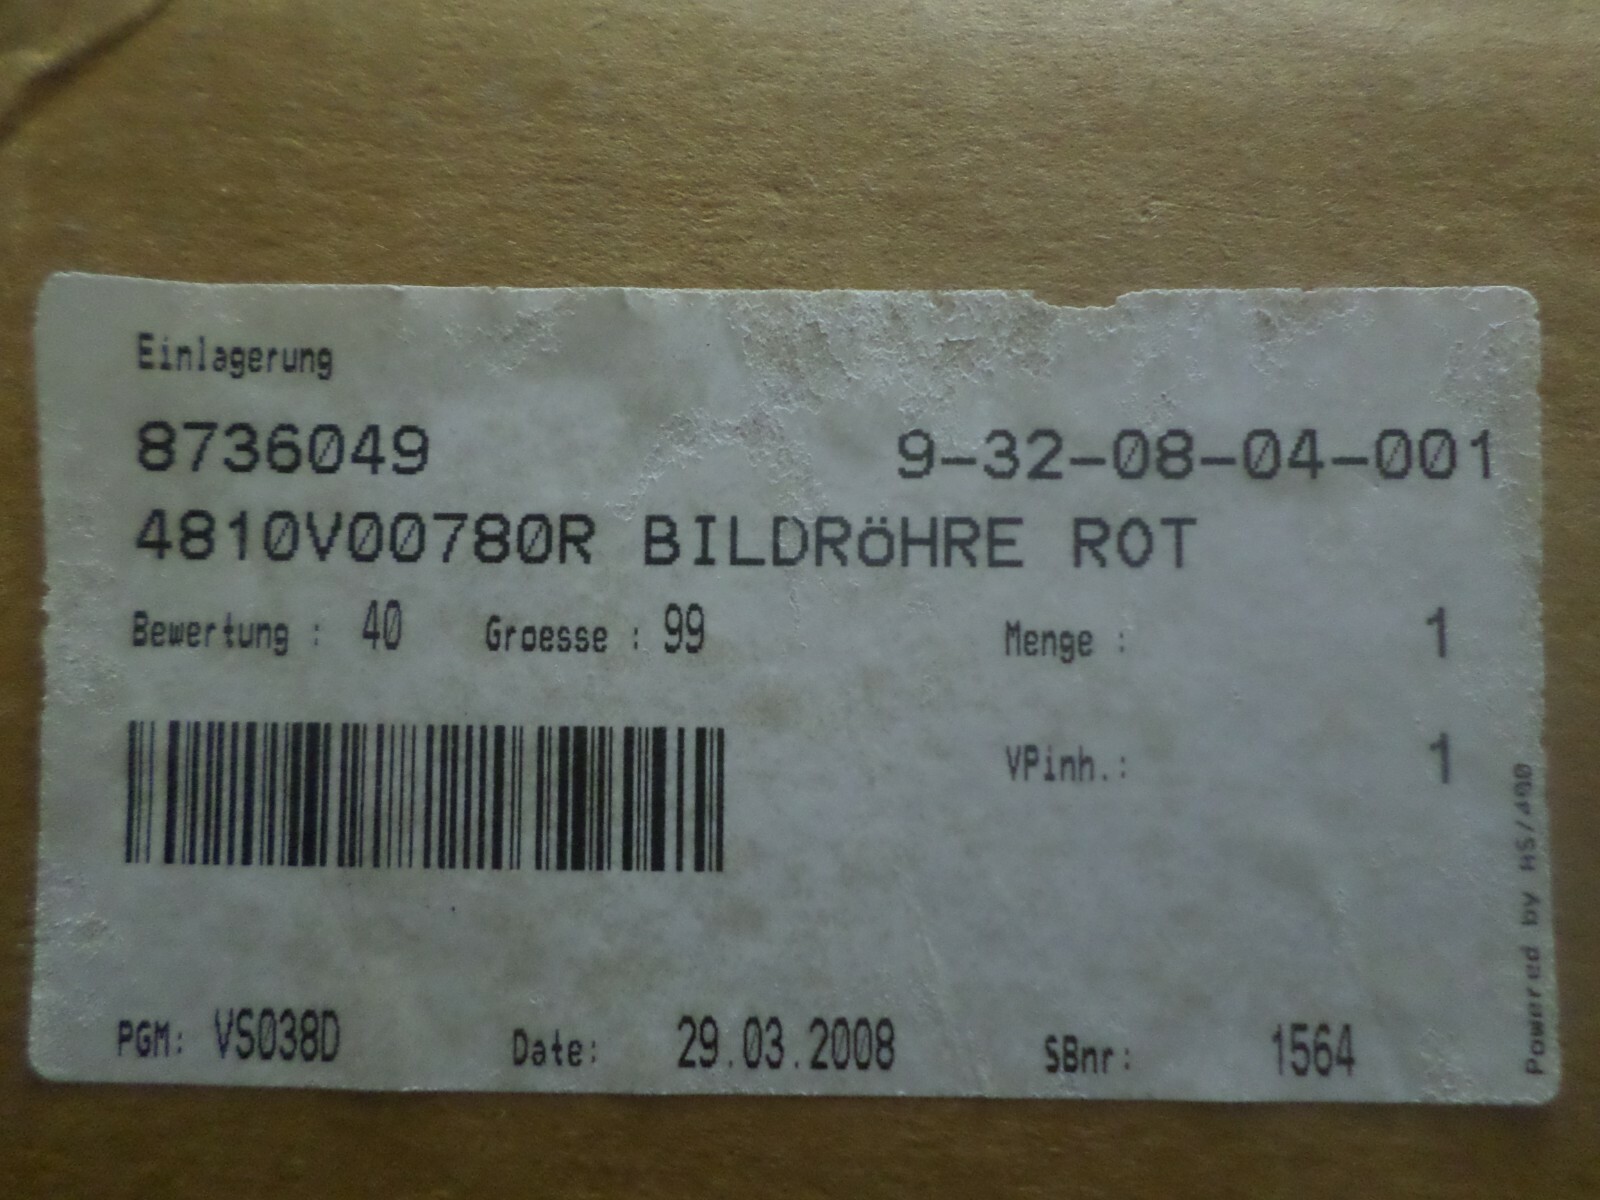 Einlagerung
8736049 9-32-08-04-001
4810V00780R BILDRöHRE ROT
Bewertung : 40 Groesse : 99 Menge : 1
VPinh.: 1
PGM: VS038D Date: 29.03.2008 SBnr: 1564
Powered by HS/400